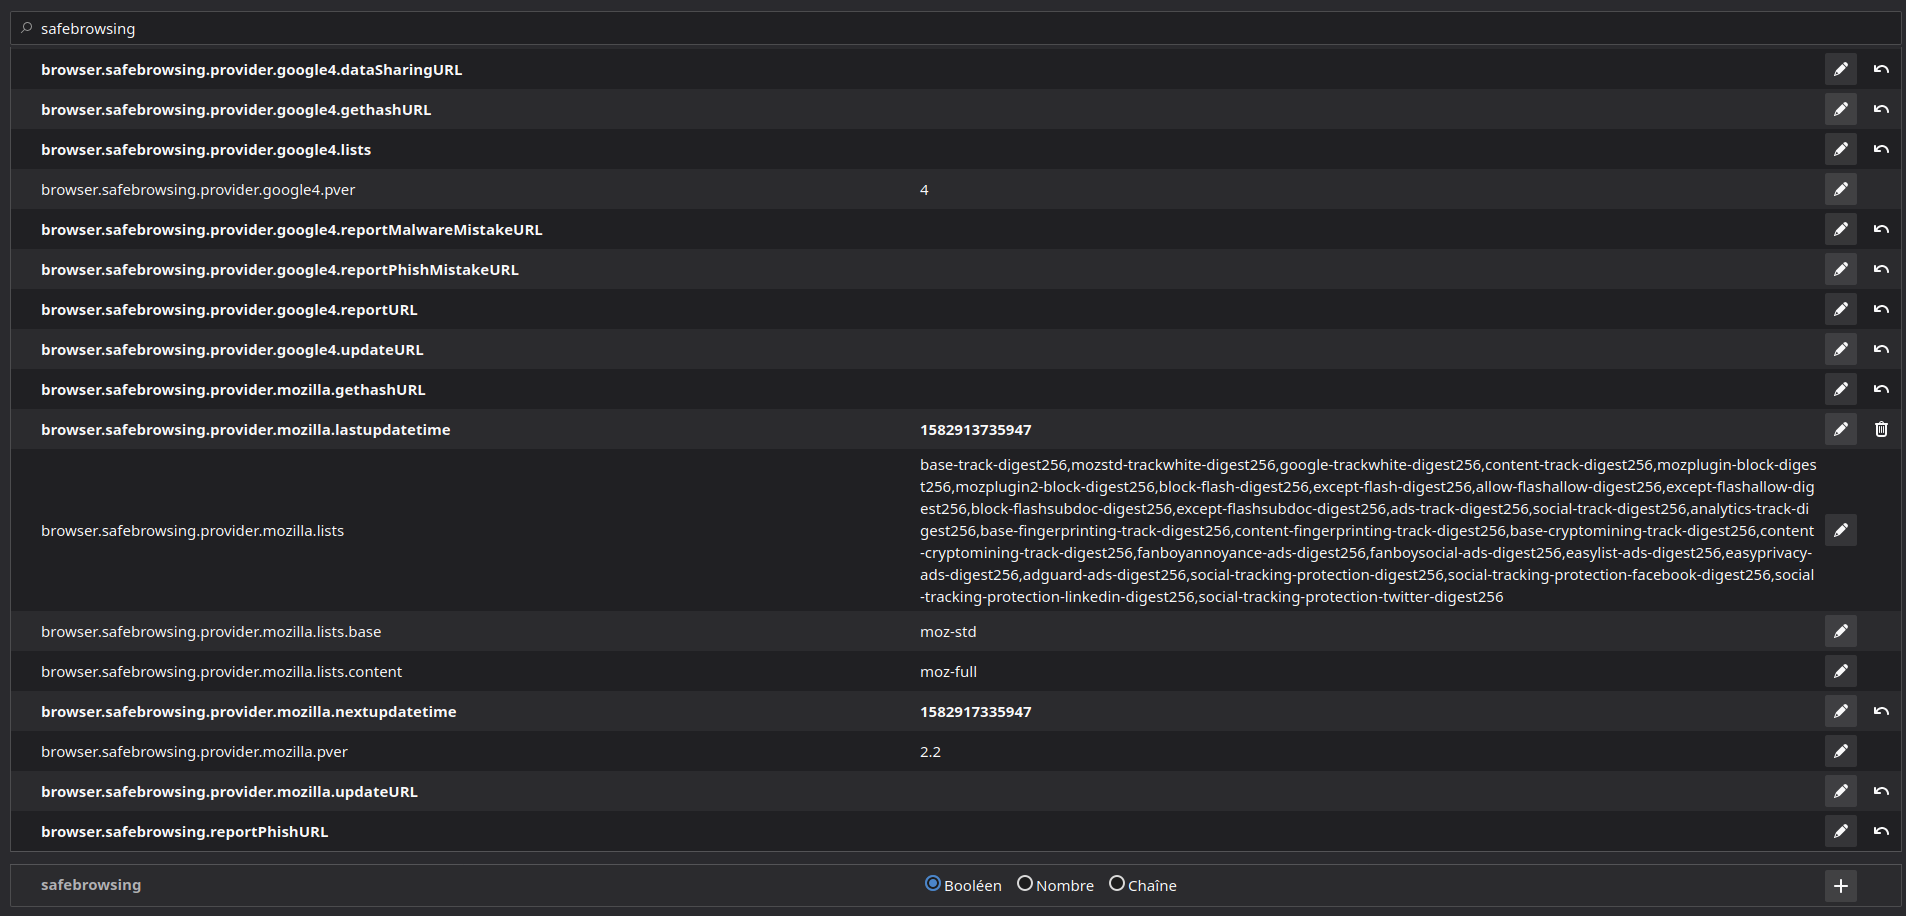 safebrowsing
browser.safebrowsing.provider.google4.dataSharingURL
browser.safebrowsing.provider.google4.gethashURL
browser.safebrowsing.provider.google4.lists
browser.safebrowsing.provider.google4.pver 4
browser.safebrowsing.provider.google4.reportMalwareMistakeURL
browser.safebrowsing.provider.google4.reportPhishMistakeURL
browser.safebrowsing.provider.google4.reportURL
browser.safebrowsing.provider.google4.updateURL
browser.safebrowsing.provider.mozilla.gethashURL
browser.safebrowsing.provider.mozilla.lastupdatetime 1582913735947
browser.safebrowsing.provider.mozilla.lists
base-track-digest256,mozstd-trackwhite-digest256,google-trackwhite-digest256,content-track-digest256,mozplugin-block-diges
t256,mozplugin2-block-digest256,block-flash-digest256,except-flash-digest256,allow-flashallow-digest256,except-flashallow-dig
est256,block-flashsubdoc-digest256,except-flashsubdoc-digest256,ads-track-digest256,social-track-digest256,analytics-track-di
gest256,base-fingerprinting-track-digest256,content-fingerprinting-track-digest256,base-cryptomining-track-digest256,content
-cryptomining-track-digest256,fanboyannoyance-ads-digest256,fanboysocial-ads-digest256,easylist-ads-digest256,easyprivacy-
ads-digest256,adguard-ads-digest256,social-tracking-protection-digest256,social-tracking-protection-facebook-digest256,social
-tracking-protection-linkedin-digest256,social-tracking-protection-twitter-digest256
browser.safebrowsing.provider.mozilla.lists.base moz-std
browser.safebrowsing.provider.mozilla.lists.content moz-full
browser.safebrowsing.provider.mozilla.nextupdatetime 1582917335947
browser.safebrowsing.provider.mozilla.pver 2.2
browser.safebrowsing.provider.mozilla.updateURL
browser.safebrowsing.reportPhishURL
safebrowsing Booléen Nombre Chaîne